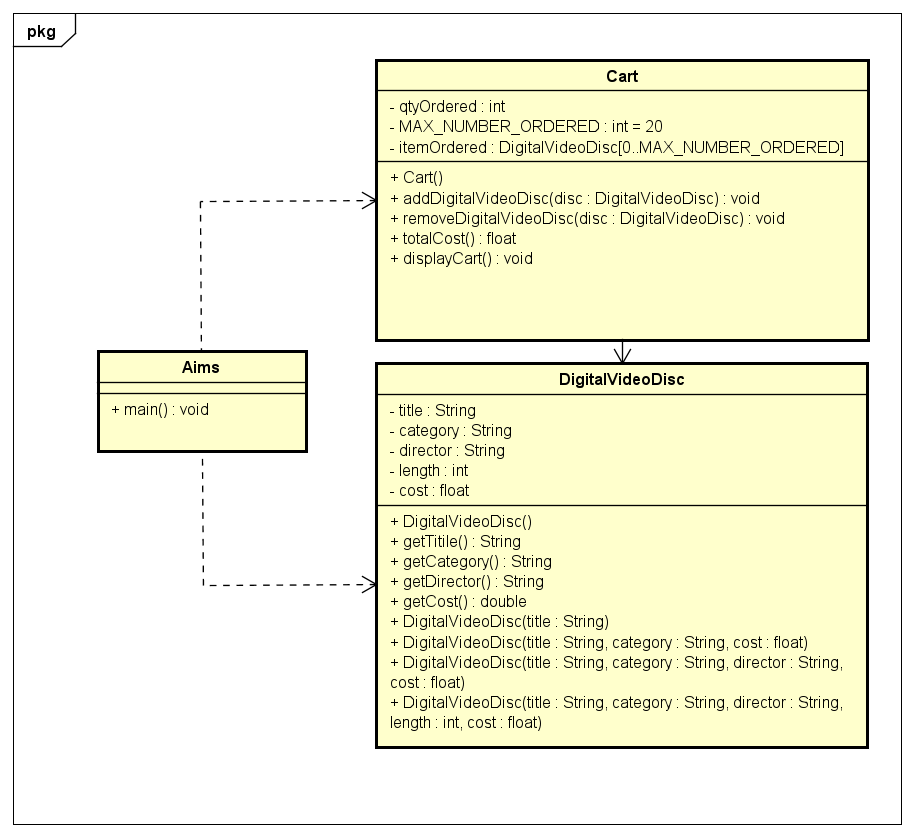 pkg
Cart
- qtyOrdered : int
- MAX_NUMBER_ORDERED : int = 20
- itemOrdered : DigitalVideoDisc[0..MAX_NUMBER_ORDERED]
+ Cart()
+ addDigitalVideoDisc(disc : DigitalVideoDisc) : void
+ removeDigitalVideoDisc(disc : DigitalVideoDisc) : void
+ totalCost() : float
+ displayCart() : void
Aims
+ main() : void
DigitalVideoDisc
- title : String
- category : String
- director : String
- length : int
- cost : float
+ DigitalVideoDisc()
+ getTitile() : String
+ getCategory() : String
+ getDirector() : String
+ getCost() : double
+ DigitalVideoDisc(title : String)
+ DigitalVideoDisc(title : String, category : String, cost : float)
+ DigitalVideoDisc(title : String, category : String, director : String,
cost : float)
+ DigitalVideoDisc(title : String, category : String, director : String,
length : int, cost : float)